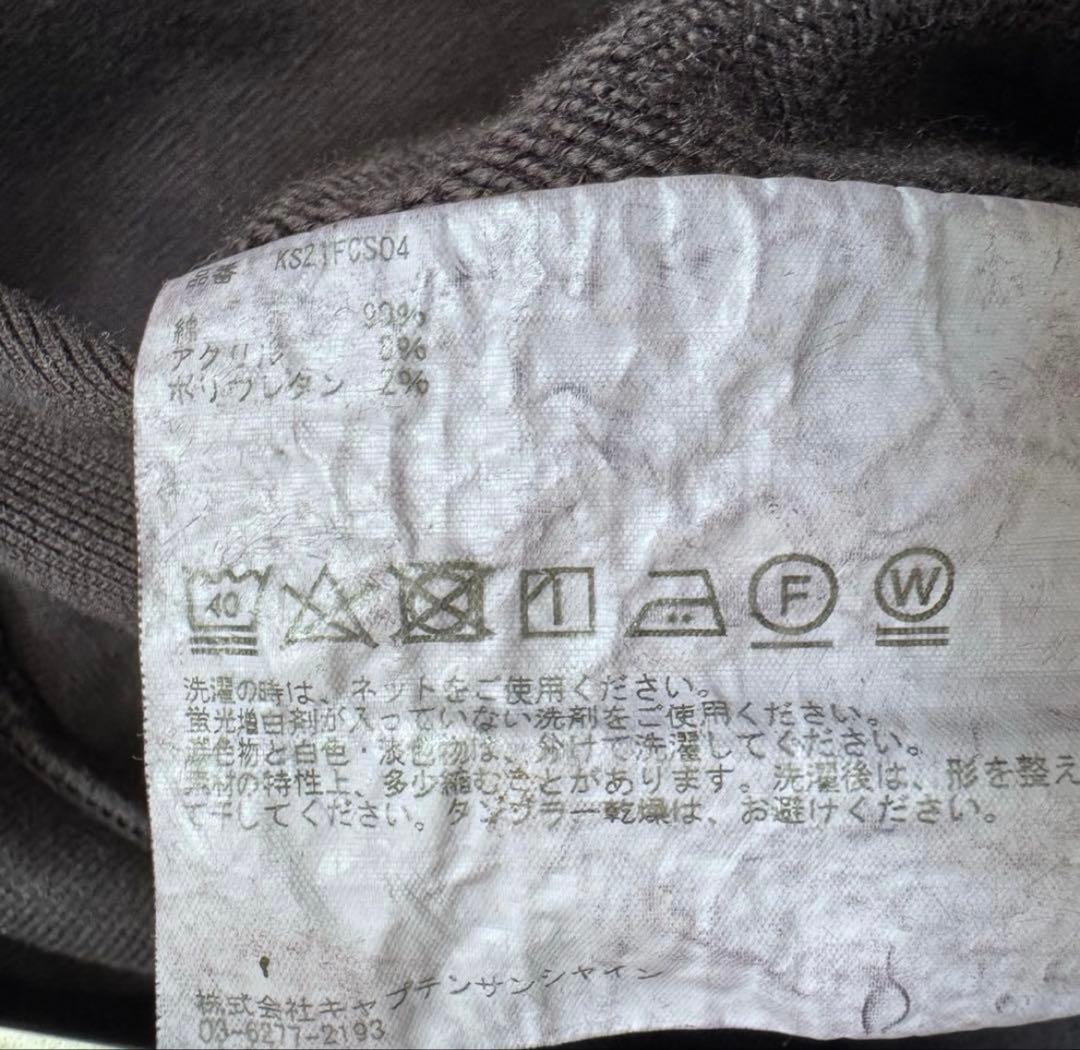 品番 KS21FCS04
綿
アクリル
ポリウレタン 2%
40
F
W
洗濯の時は、ネットをご使用ください。
蛍光増白剤が入っていない洗剤をご使用ください。
濃色物と白色・淡色物は、分けて洗濯してください。
素材の特性上、多少縮むことがあります。洗濯後は、形を整え
て干してください。タンブラー乾燥は、お避けください。
株式会社キャプテンサンシャイン
03-6277-2193